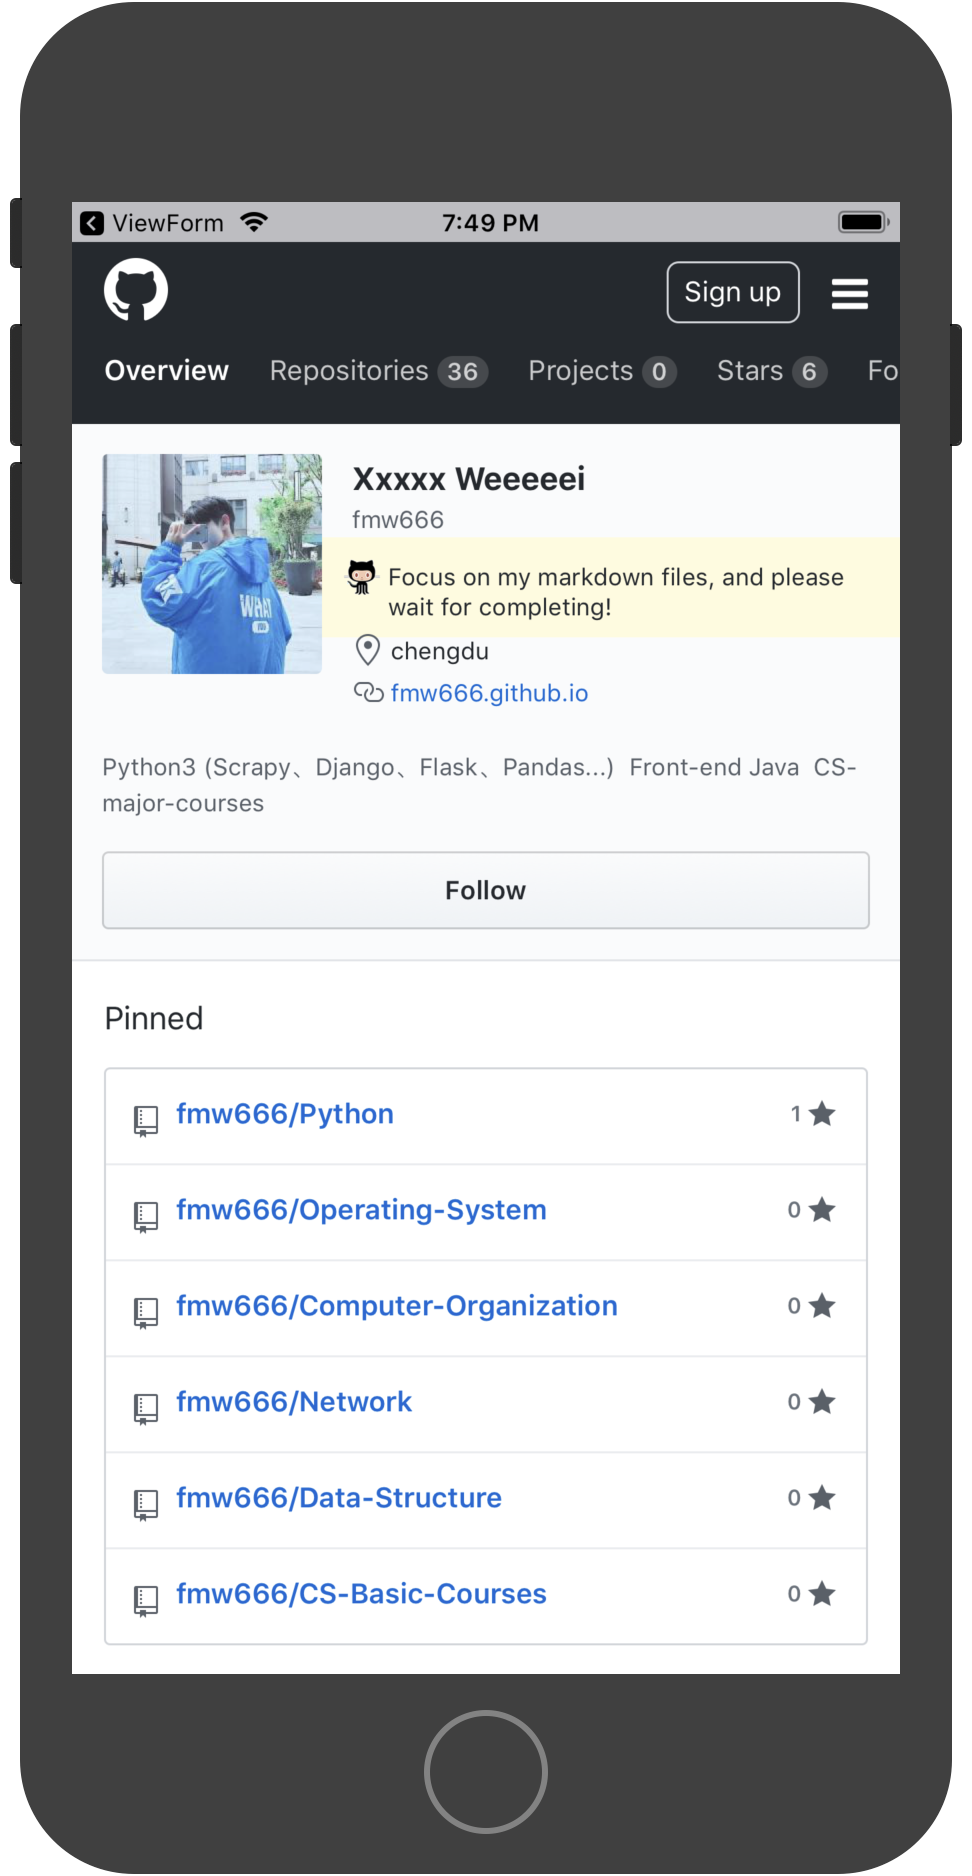 ViewForm 7:49 PM
Sign up
Overview Repositories 36 Projects 0 Stars 6 Fo
Xxxxx Weeeeei
fmw666
Focus on my markdown files, and please
wait for completing!
chengdu
fmw666.github.io
WHAT
YOU
Python3 (Scrapy、Django、Flask、Pandas...) Front-end Java CS-
major-courses
Follow
Pinned
fmw666/Python 1
fmw666/Operating-System 0
fmw666/Computer-Organization 0
fmw666/Network 0
fmw666/Data-Structure 0
fmw666/CS-Basic-Courses 0